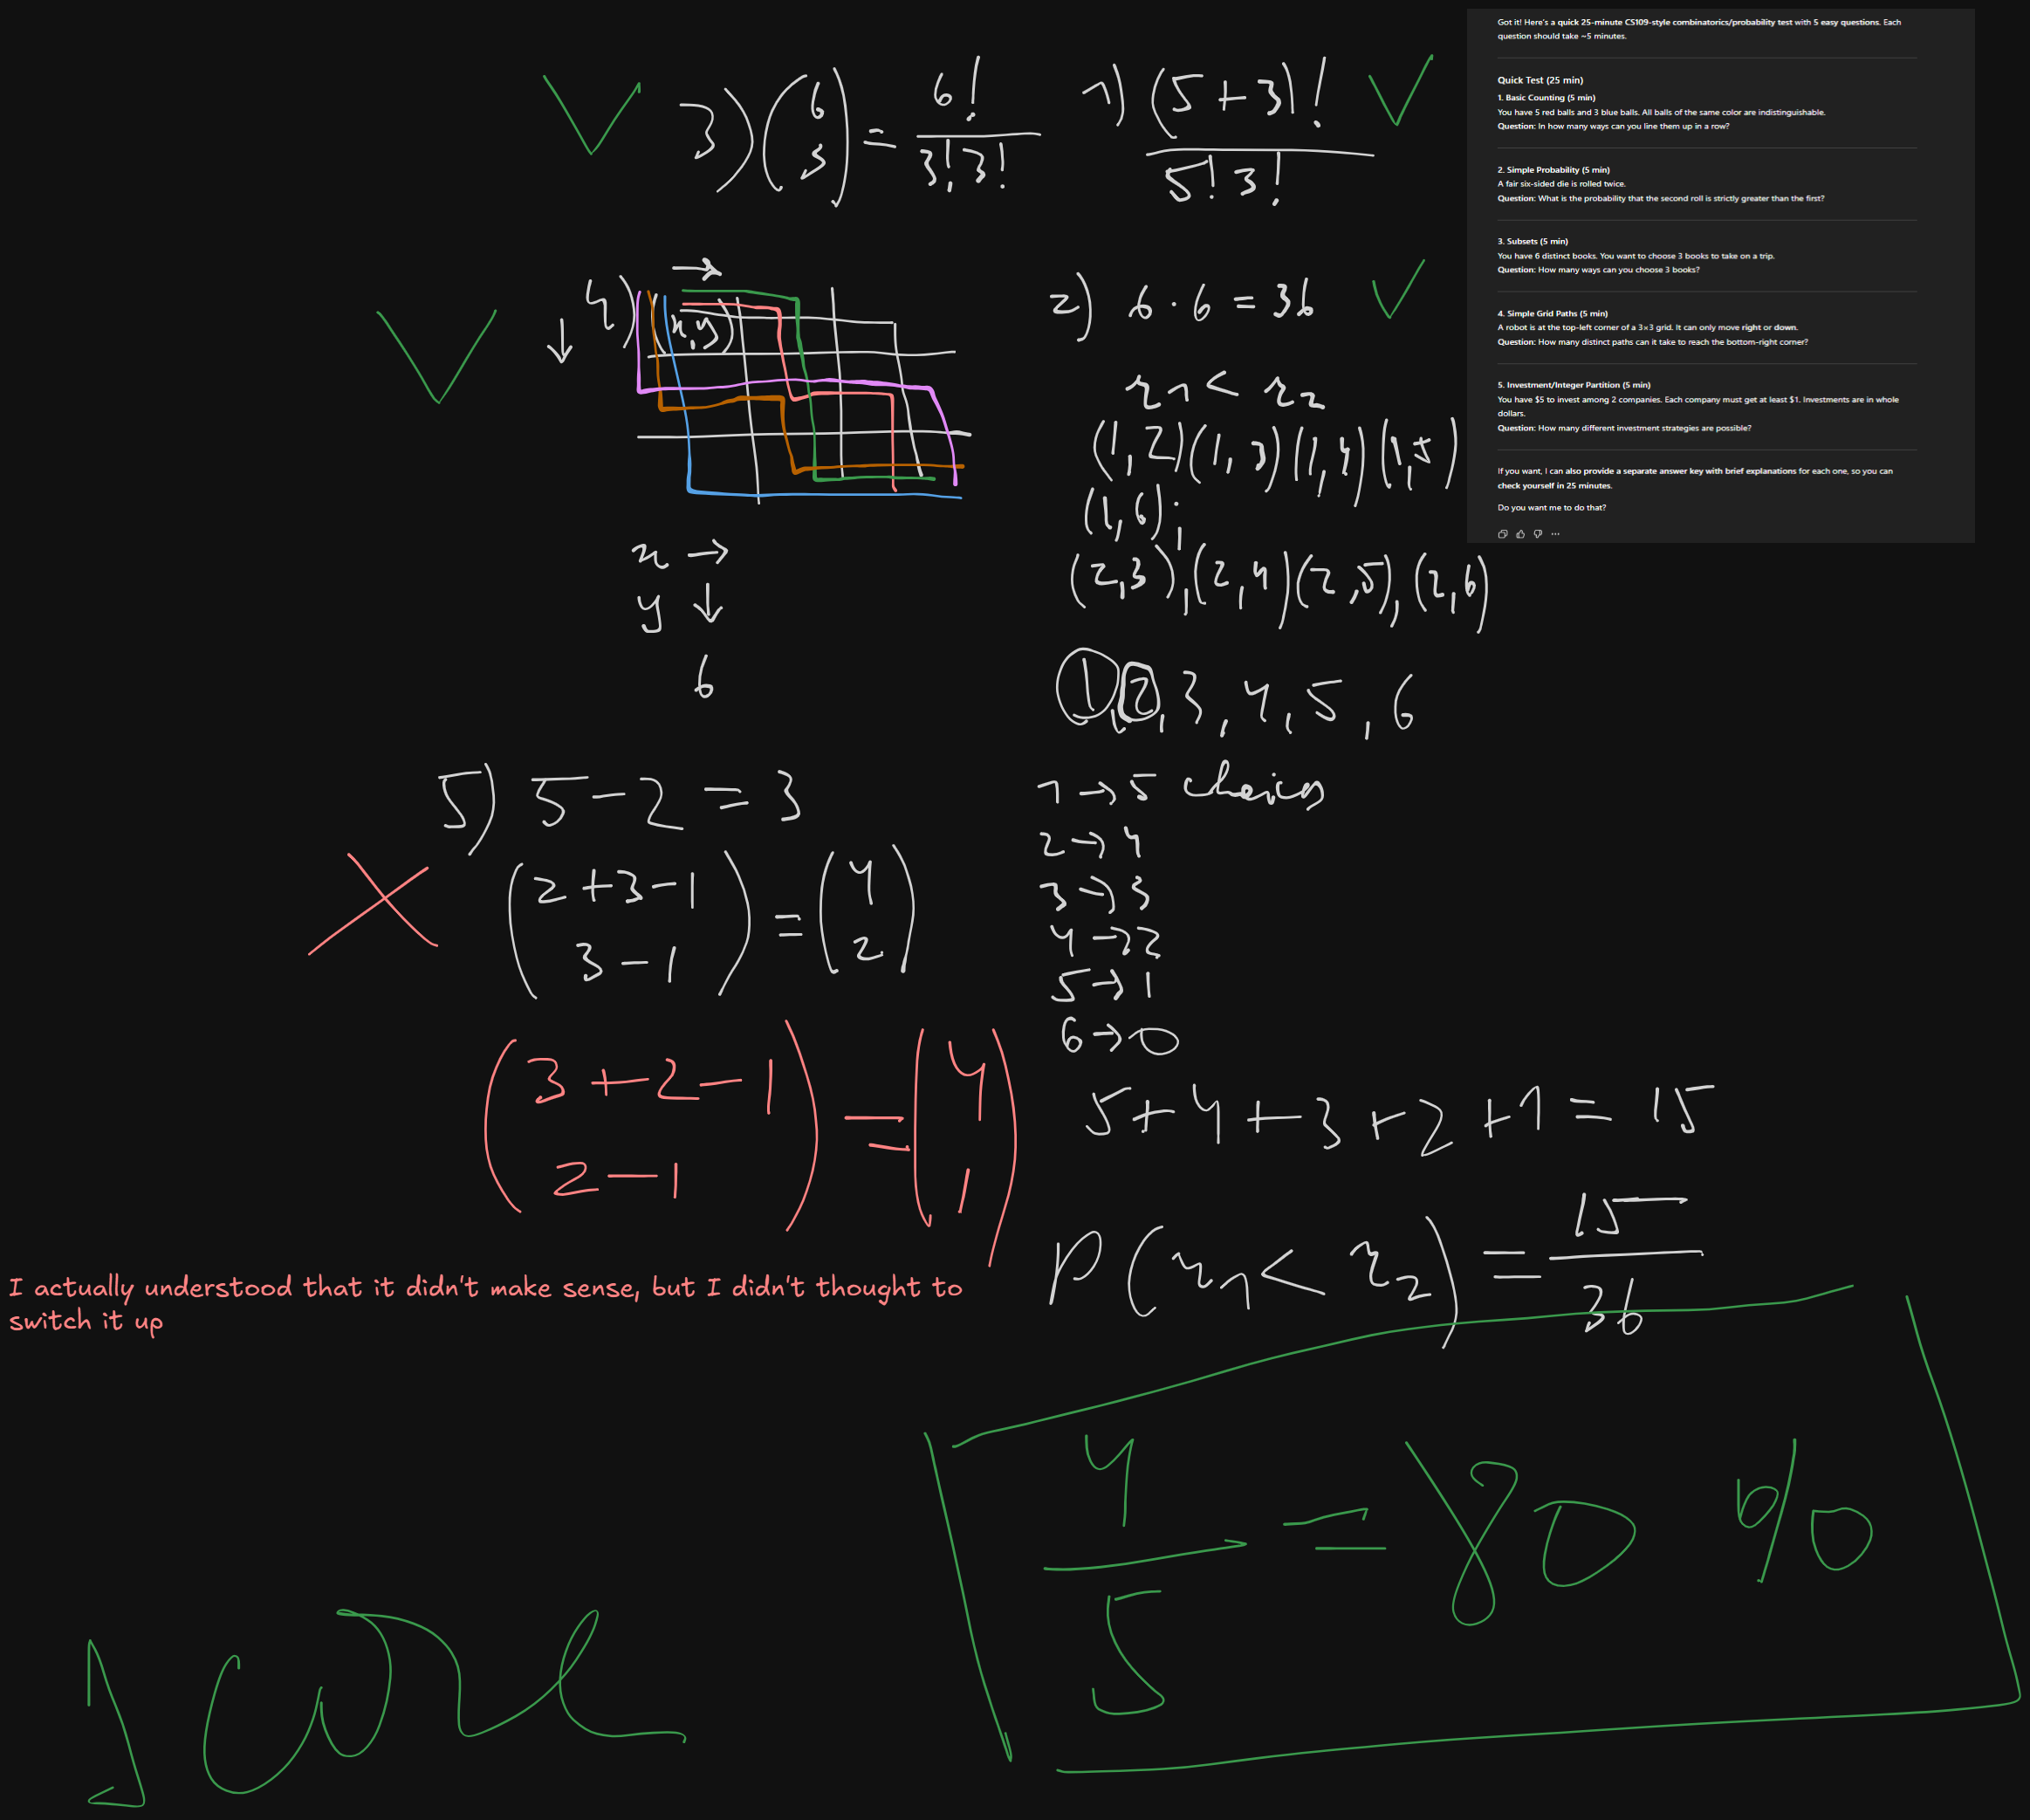 Got it! Here's a quick 25-minute CS109-style combinatorics/probability test with 5 easy questions. Each
question should take ~5 minutes.
Quick Test (25 min)
1. Basic Counting (5 min)
You have 5 red balls and 3 blue balls. All balls of the same color are indistinguishable.
Question: In how many ways can you line them up in a row?
2. Simple Probability (5 min)
A fair six-sided die is rolled twice.
Question: What is the probability that the second roll is strictly greater than the first?
3. Subsets (5 min)
You have 6 distinct books. You want to choose 3 books to take on a trip.
Question: How many ways can you choose 3 books?
4. Simple Grid Paths (5 min)
A robot is at the top-left corner of a 3×3 grid. It can only move right or down.
Question: How many distinct paths can it take to reach the bottom-right corner?
5. Investment/Integer Partition (5 min)
You have $5 to invest among 2 companies. Each company must get at least $1. Investments are in whole
dollars.
Question: How many different investment strategies are possible?
If you want, I can also provide a separate answer key with brief explanations for each one, so you can
check yourself in 25 minutes.
Do you want me to do that?
1) (5+3)!
5! 3!
2) 6 · 6 = 36
r1 < r2
(1,2)(1,3)(1,4)(1,5)
(1,6);
(2,3),(2,4)(2,5),(2,6)
1,2,3,4,5,6
1→5 choices
2→4
3→3
4→2
5→1
6→0
5+4+3+2+1=15
P(r1 < r2) = 15
36
3) (6 3) = 6!
3! 3!
4) (x,y)
x →
y ↓
6
5) 5-2=3
(2+3-1 3-1) = (4 2)
(3+2-1 2-1) = (4 1)
I actually understood that it didn't make sense, but I didn't thought to
switch it up
Score
4
5 = 80 %